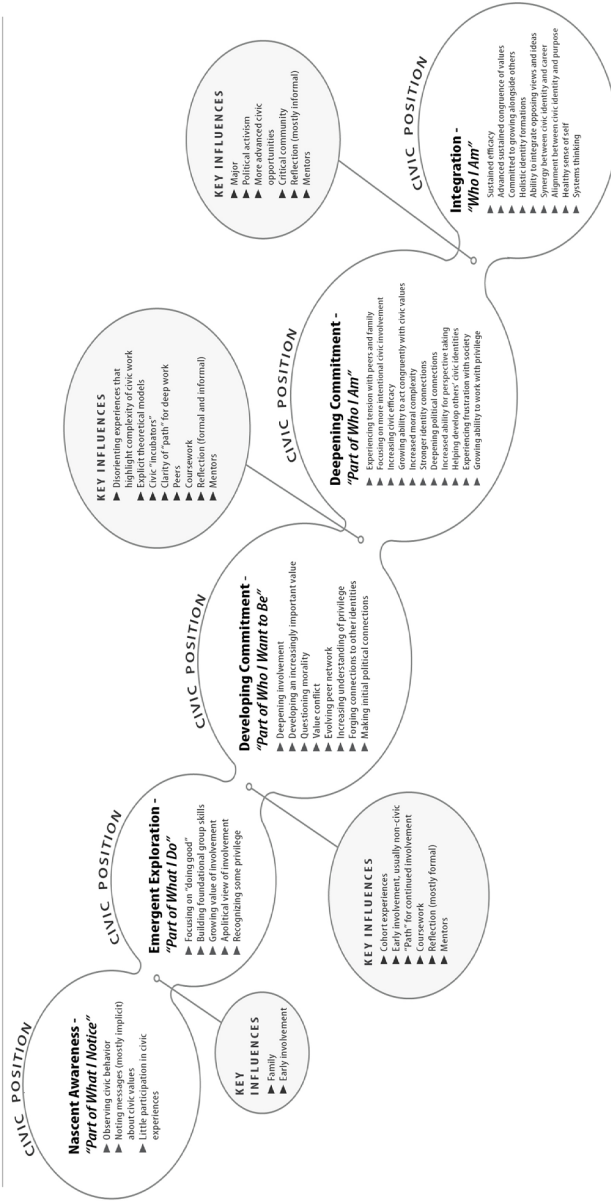 CIVIC POSITION
Nascent Awareness -
"Part of What I Notice"
▶ Observing civic behavior
▶ Noting messages (mostly implicit)
about civic values
▶ Little participation in civic
experiences
KEY
INFLUENCES
▶ Family
▶ Early involvement
CIVIC POSITION
Emergent Exploration -
"Part of What I Do"
▶ Focusing on "doing good"
▶ Building foundational group skills
▶ Growing value of involvement
▶ Apolitical view of involvement
▶ Recognizing some privilege
KEY INFLUENCES
▶ Cohort experiences
▶ Early involvement, usually non-civic
▶ "Path" for continued involvement
▶ Coursework
▶ Reflection (mostly formal)
▶ Mentors
CIVIC POSITION
Developing Commitment -
"Part of Who I Want to Be"
▶ Deepening involvement
▶ Developing an increasingly important value
▶ Questioning morality
▶ Value conflict
▶ Evolving peer network
▶ Increasing understanding of privilege
▶ Forging connections to other identities
▶ Making initial political connections
KEY INFLUENCES
▶ Disorienting experiences that
highlight complexity of civic work
▶ Explicit theoretical models
▶ Civic "incubators"
▶ Clarity of "path" for deep work
▶ Peers
▶ Coursework
▶ Reflection (formal and informal)
▶ Mentors
CIVIC POSITION
Deepening Commitment -
"Part of Who I Am"
▶ Experiencing tension with peers and family
▶ Focusing on more intentional civic involvement
▶ Increasing civic efficacy
▶ Growing ability to act congruently with civic values
▶ Increased moral complexity
▶ Stronger identity connections
▶ Deepening political connections
▶ Increased ability for perspective taking
▶ Helping develop others' civic identities
▶ Experiencing frustration with society
▶ Growing ability to work with privilege
KEY INFLUENCES
▶ Major
▶ Political activism
▶ More advanced civic
opportunities
▶ Critical community
▶ Reflection (mostly informal)
▶ Mentors
CIVIC POSITION
Integration -
"Who I Am"
▶ Sustained efficacy
▶ Advanced sustained congruence of values
▶ Committed to growing alongside others
▶ Holistic identity formations
▶ Ability to integrate opposing views and ideas
▶ Synergy between civic identity and career
▶ Alignment between civic identity and purpose
▶ Healthy sense of self
▶ Systems thinking